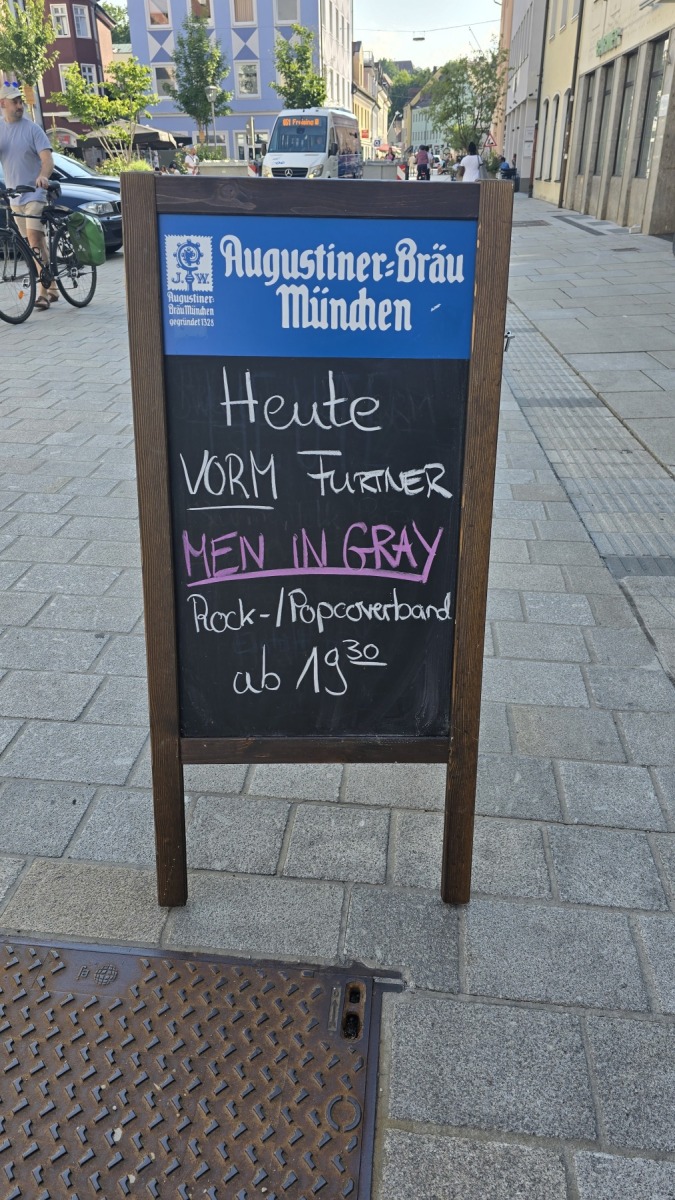 J. W.
Augustiner-
Bräu München
gegründet 1328
Augustiner-Bräu
München
Heute
VORM FURTNER
MEN IN GRAY
Rock-/Popcoverband
ab 19³⁰